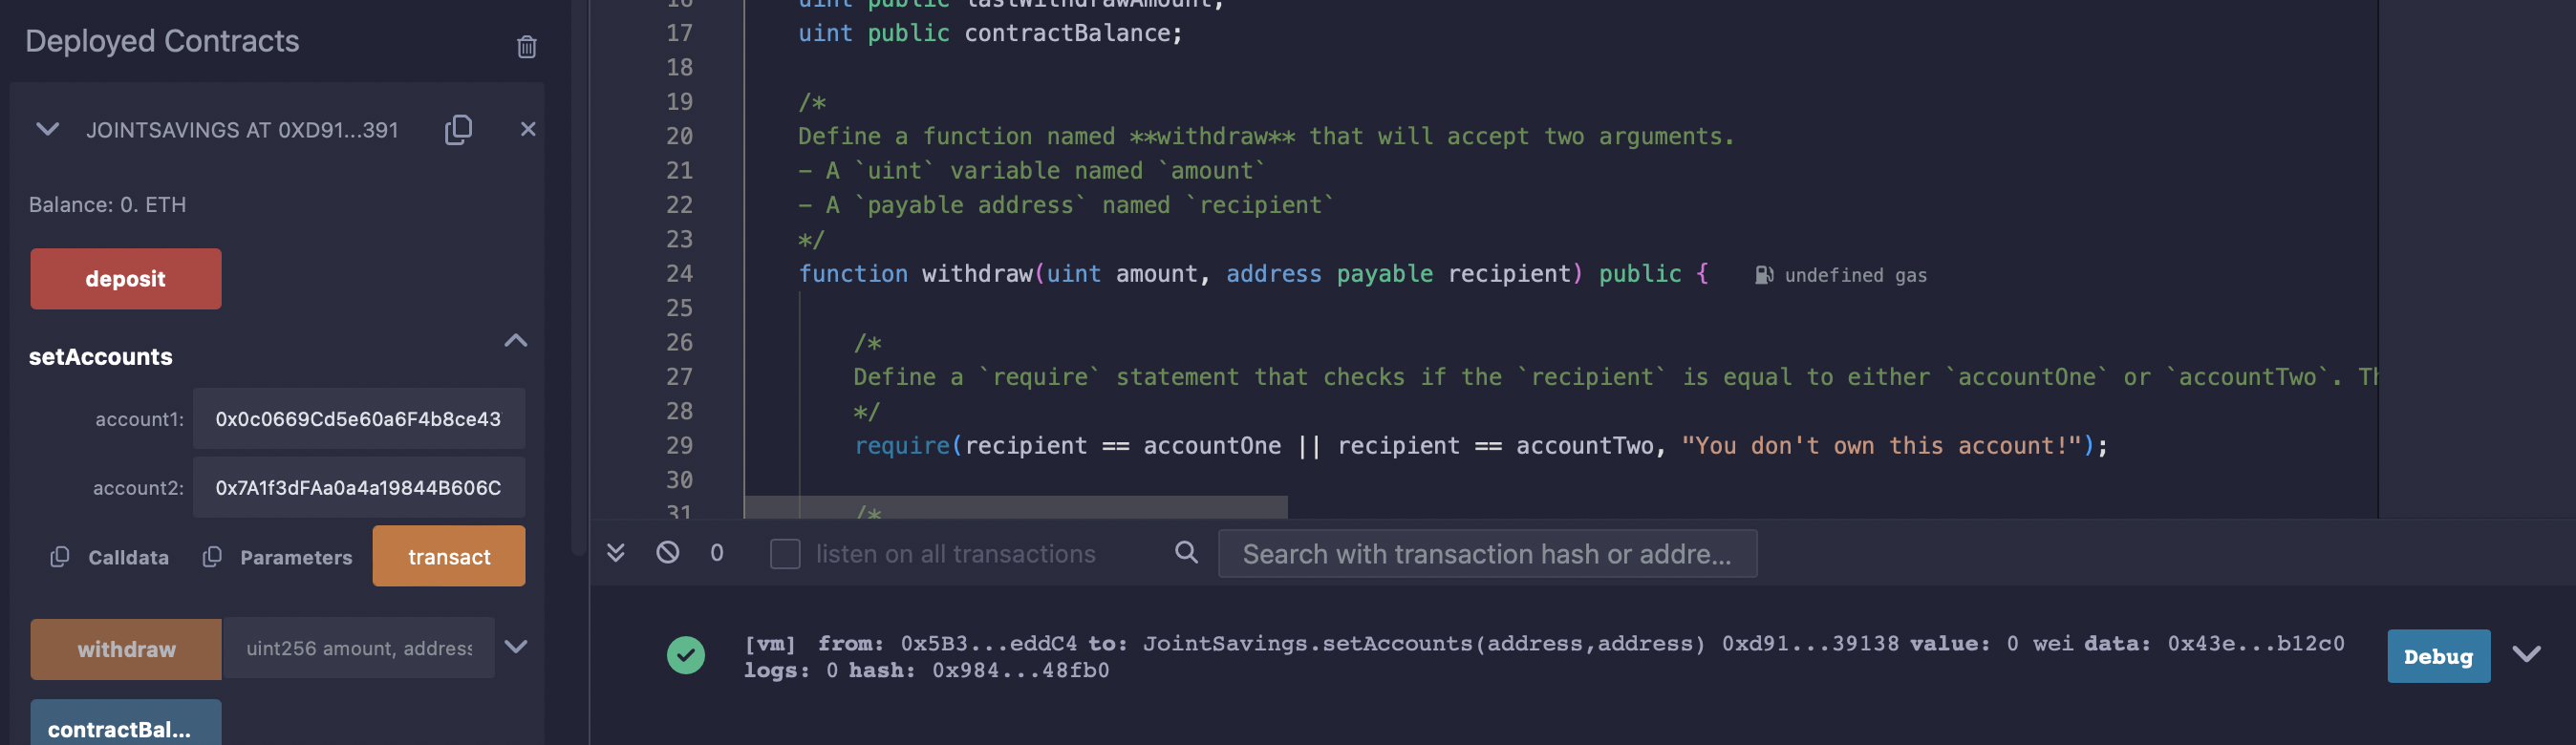 Deployed Contracts
JOINTSAVINGS AT 0XD91...391
Balance: 0. ETH
deposit
setAccounts
account1: 0x0c0669Cd5e60a6F4b8ce43
account2: 0x7A1f3dFAa0a4a19844B606C
Calldata Parameters transact
withdraw uint256 amount, address
contractBal...
16 uint public lastWithdrawAmount;
17 uint public contractBalance;
18
19 /*
20 Define a function named **withdraw** that will accept two arguments.
21 - A `uint` variable named `amount`
22 - A `payable address` named `recipient`
23 */
24 function withdraw(uint amount, address payable recipient) public { undefined gas
25
26 /*
27 Define a `require` statement that checks if the `recipient` is equal to either `accountOne` or `accountTwo`. Th
28 */
29 require(recipient == accountOne || recipient == accountTwo, "You don't own this account!");
30
31 /*
0 listen on all transactions Search with transaction hash or addre...
[vm] from: 0x5B3...eddC4 to: JointSavings.setAccounts(address,address) 0xd91...39138 value: 0 wei data: 0x43e...b12c0
logs: 0 hash: 0x984...48fb0
Debug